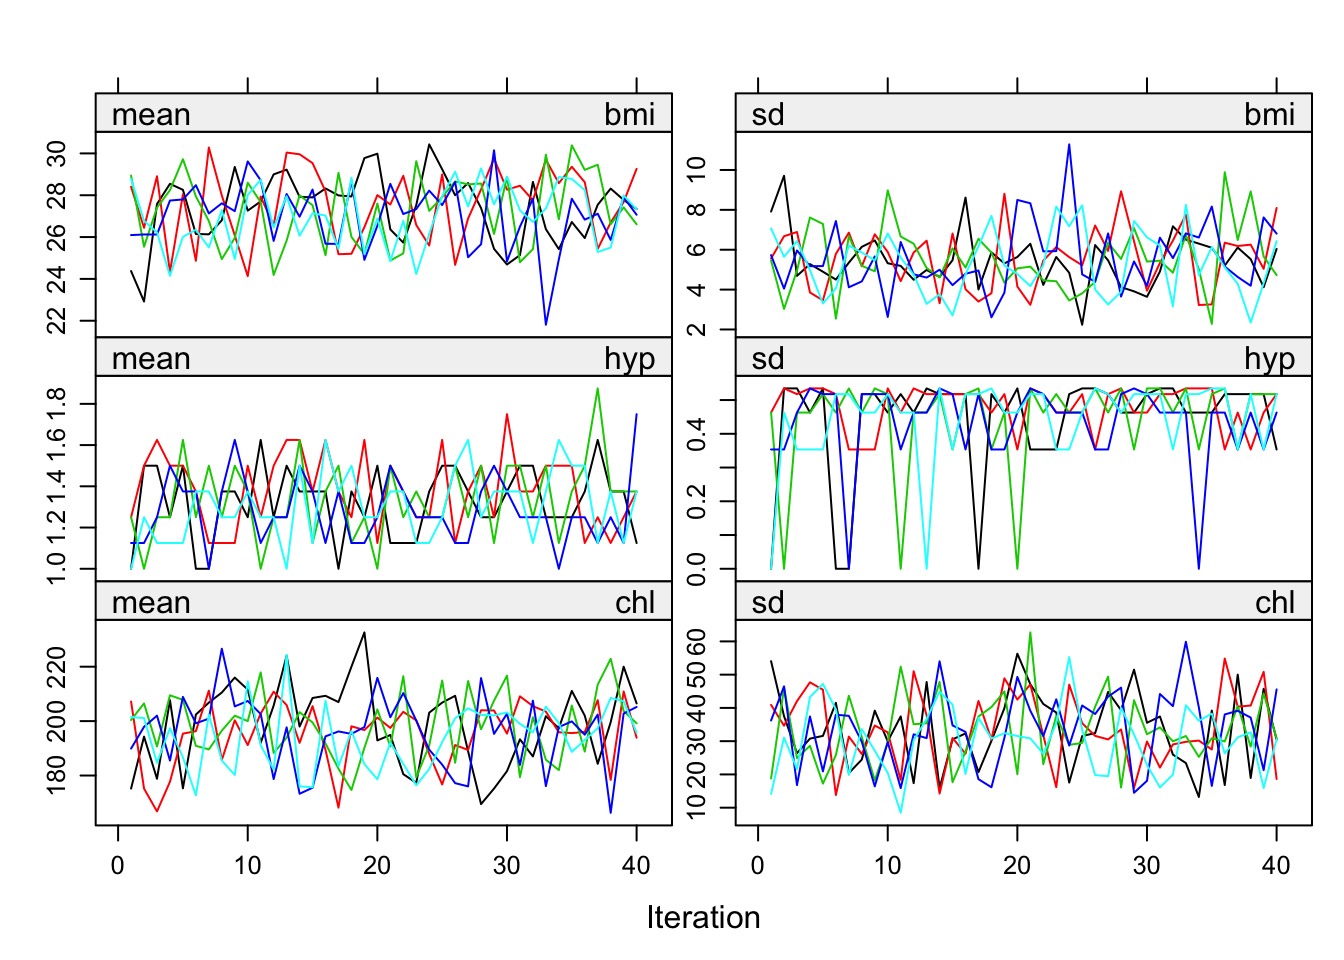 mean bmi
sd bmi
22 24 26 28 30
2 4 6 8 10
mean hyp
sd hyp
1.0 1.2 1.4 1.6 1.8
0.0 0.2 0.4
mean chl
sd chl
180 200 220
10 20 30 40 50 60
0 10 20 30 40
0 10 20 30 40
Iteration